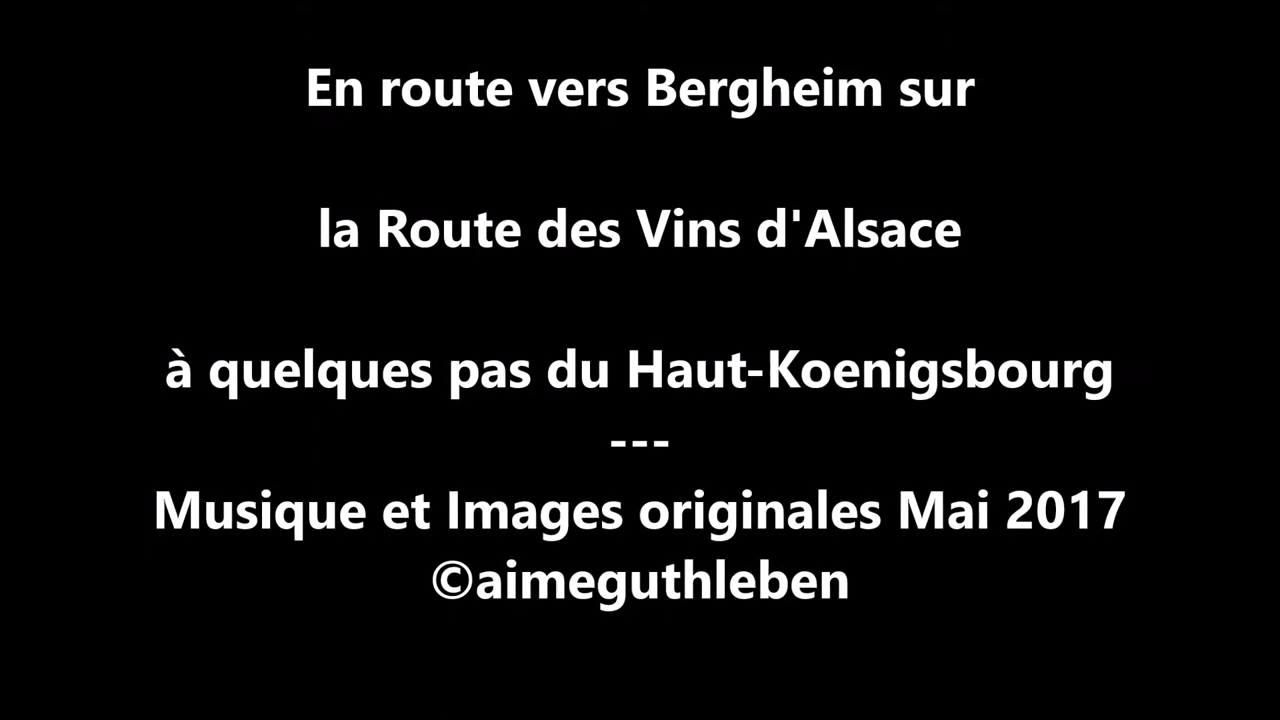 En route vers Bergheim sur
la Route des Vins d'Alsace
à quelques pas du Haut-Koenigsbourg
---
Musique et Images originales Mai 2017
©aimeguthleben